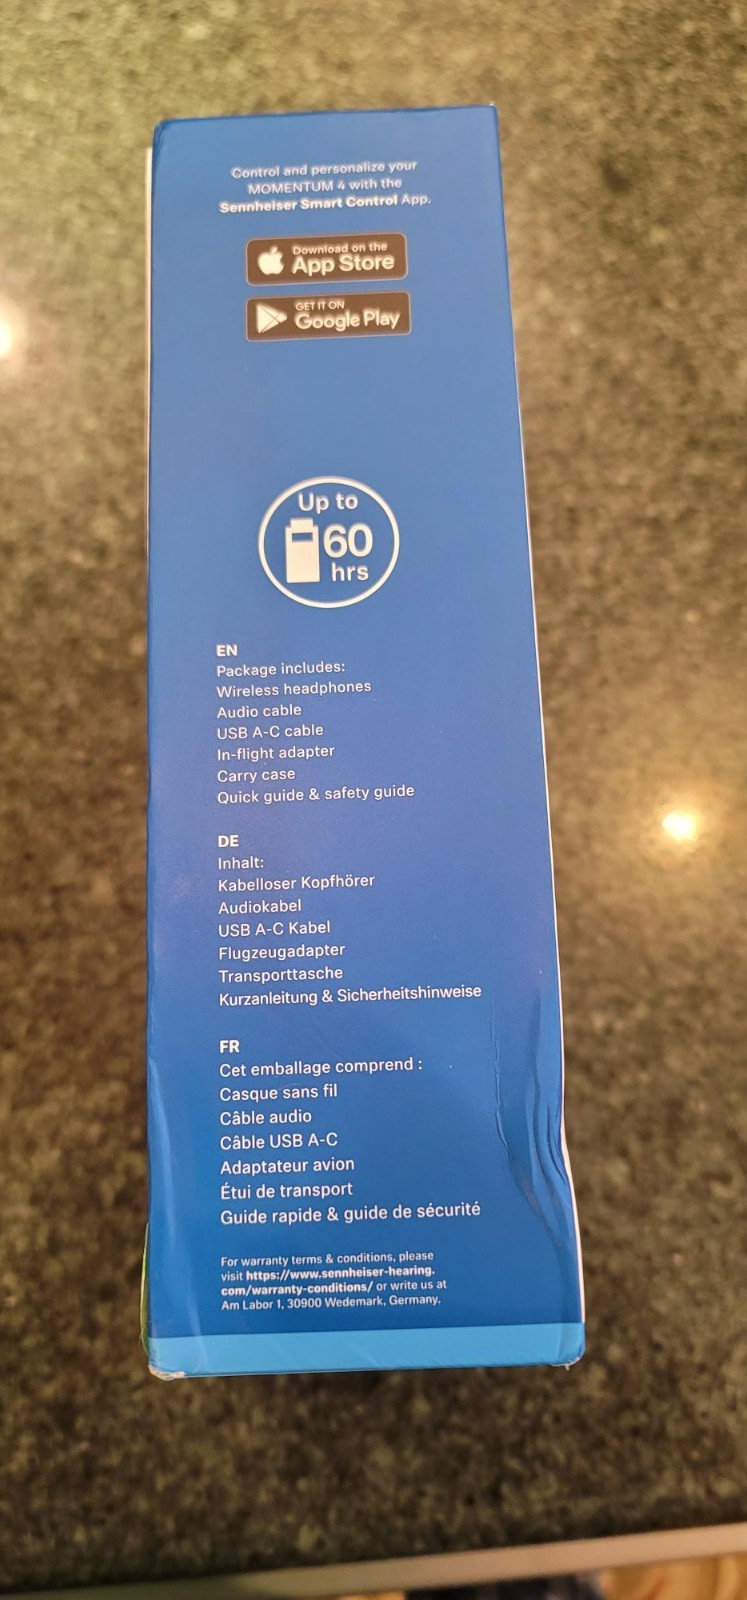 Control and personalize your
MOMENTUM 4 with the
Sennheiser Smart Control App.
Download on the
App Store
GET IT ON
Google Play
Up to
60
hrs
EN
Package includes:
Wireless headphones
Audio cable
USB A-C cable
In-flight adapter
Carry case
Quick guide & safety guide
DE
Inhalt:
Kabelloser Kopfhörer
Audiokabel
USB A-C Kabel
Flugzeugadapter
Transporttasche
Kurzanleitung & Sicherheitshinweise
FR
Cet emballage comprend :
Casque sans fil
Câble audio
Câble USB A-C
Adaptateur avion
Étui de transport
Guide rapide & guide de sécurité
For warranty terms & conditions, please
visit https://www.sennheiser-hearing.
com/warranty-conditions/ or write us at
Am Labor 1, 30900 Wedemark, Germany.